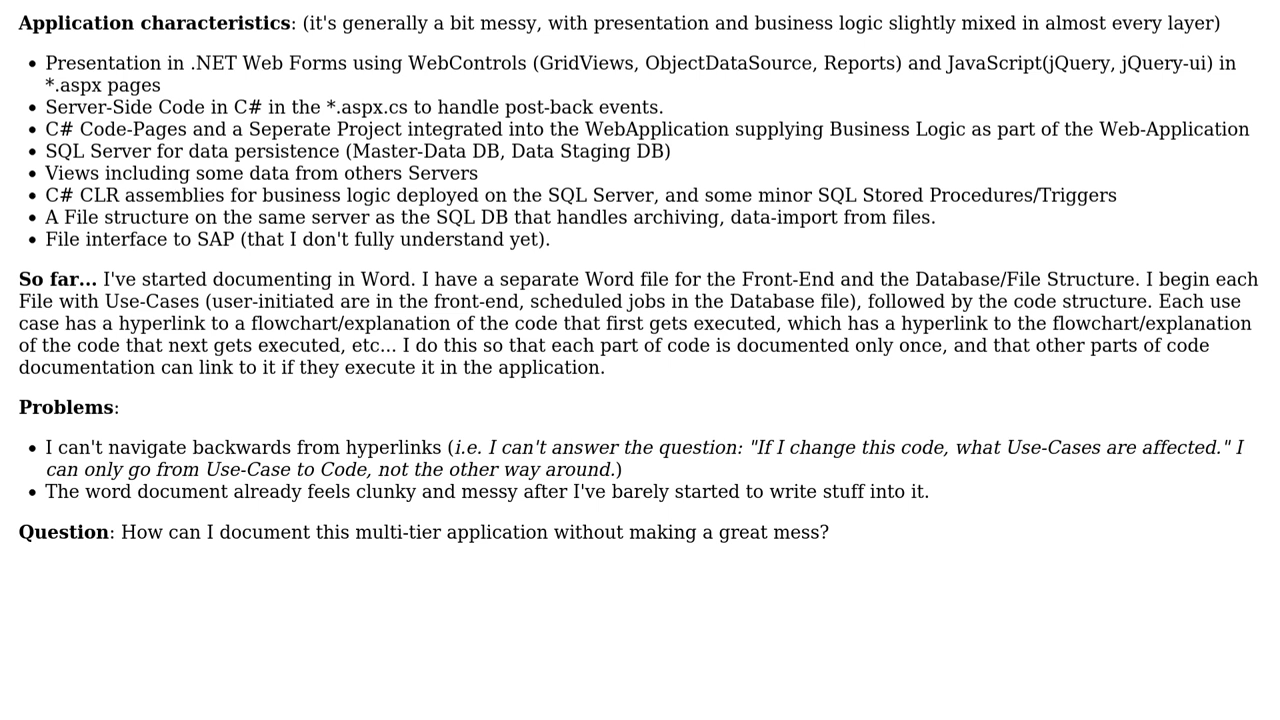 Application characteristics: (it's generally a bit messy, with presentation and business logic slightly mixed in almost every layer)
• Presentation in .NET Web Forms using WebControls (GridViews, ObjectDataSource, Reports) and JavaScript(jQuery, jQuery-ui) in
*.aspx pages
• Server-Side Code in C# in the *.aspx.cs to handle post-back events.
• C# Code-Pages and a Seperate Project integrated into the WebApplication supplying Business Logic as part of the Web-Application
• SQL Server for data persistence (Master-Data DB, Data Staging DB)
• Views including some data from others Servers
• C# CLR assemblies for business logic deployed on the SQL Server, and some minor SQL Stored Procedures/Triggers
• A File structure on the same server as the SQL DB that handles archiving, data-import from files.
• File interface to SAP (that I don't fully understand yet).
So far... I've started documenting in Word. I have a separate Word file for the Front-End and the Database/File Structure. I begin each
File with Use-Cases (user-initiated are in the front-end, scheduled jobs in the Database file), followed by the code structure. Each use
case has a hyperlink to a flowchart/explanation of the code that first gets executed, which has a hyperlink to the flowchart/explanation
of the code that next gets executed, etc... I do this so that each part of code is documented only once, and that other parts of code
documentation can link to it if they execute it in the application.
Problems:
• I can't navigate backwards from hyperlinks (i.e. I can't answer the question: "If I change this code, what Use-Cases are affected." I
can only go from Use-Case to Code, not the other way around.)
• The word document already feels clunky and messy after I've barely started to write stuff into it.
Question: How can I document this multi-tier application without making a great mess?